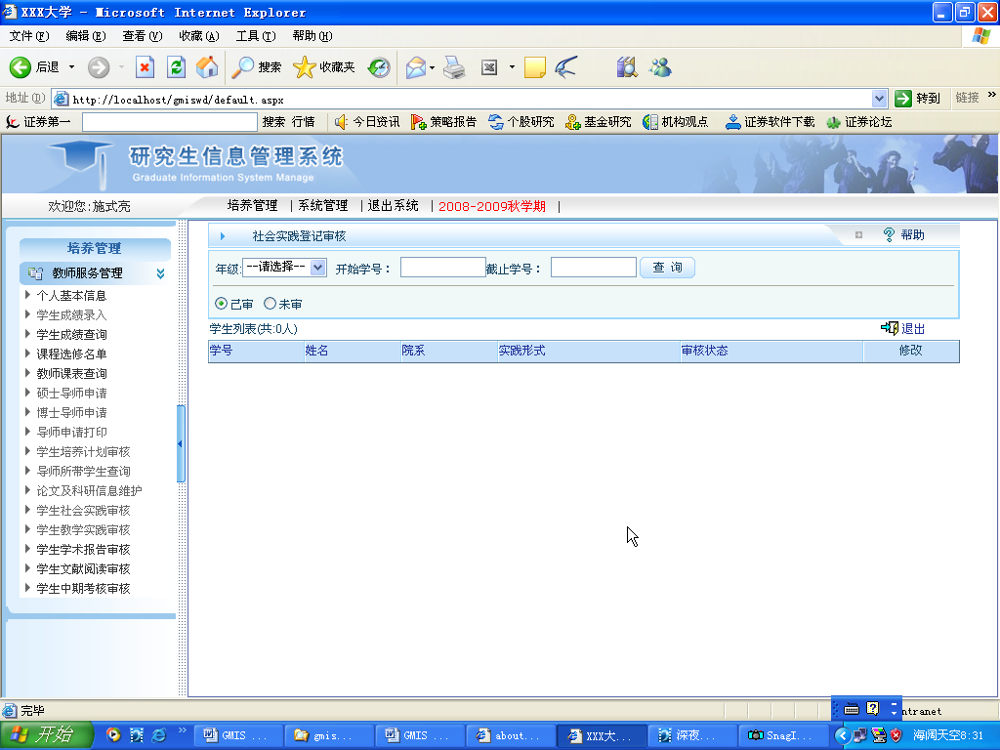 XXX大学 - Microsoft Internet Explorer
文件(F) 编辑(E) 查看(V) 收藏(A) 工具(T) 帮助(H)
后退 搜索 收藏夹
地址(D) http://localhost/gmiswd/default.aspx 转到 链接 »
证券第一 搜索 行情 今日资讯 策略报告 个股研究 基金研究 机构观点 证券软件下载 证券论坛
研究生信息管理系统
Graduate Information System Manage
欢迎您:施式亮 培养管理 | 系统管理 | 退出系统 | 2008-2009秋学期 |
培养管理
教师服务管理
个人基本信息
学生成绩录入
学生成绩查询
课程选修名单
教师课表查询
硕士导师申请
博士导师申请
导师申请打印
学生培养计划审核
导师所带学生查询
论文及科研信息维护
学生社会实践审核
学生教学实践审核
学生学术报告审核
学生文献阅读审核
学生中期考核审核
社会实践登记审核 帮助
年级: --请选择-- 开始学号： 截止学号： 查 询
已审 未审
学生列表(共:0人) 退出
学号 姓名 院系 实践形式 审核状态 修改
完毕 ntranet
开始 » GMIS ... gmis... GMIS ... about... XXX大... 深夜... SnagI... 海阔天空8:31